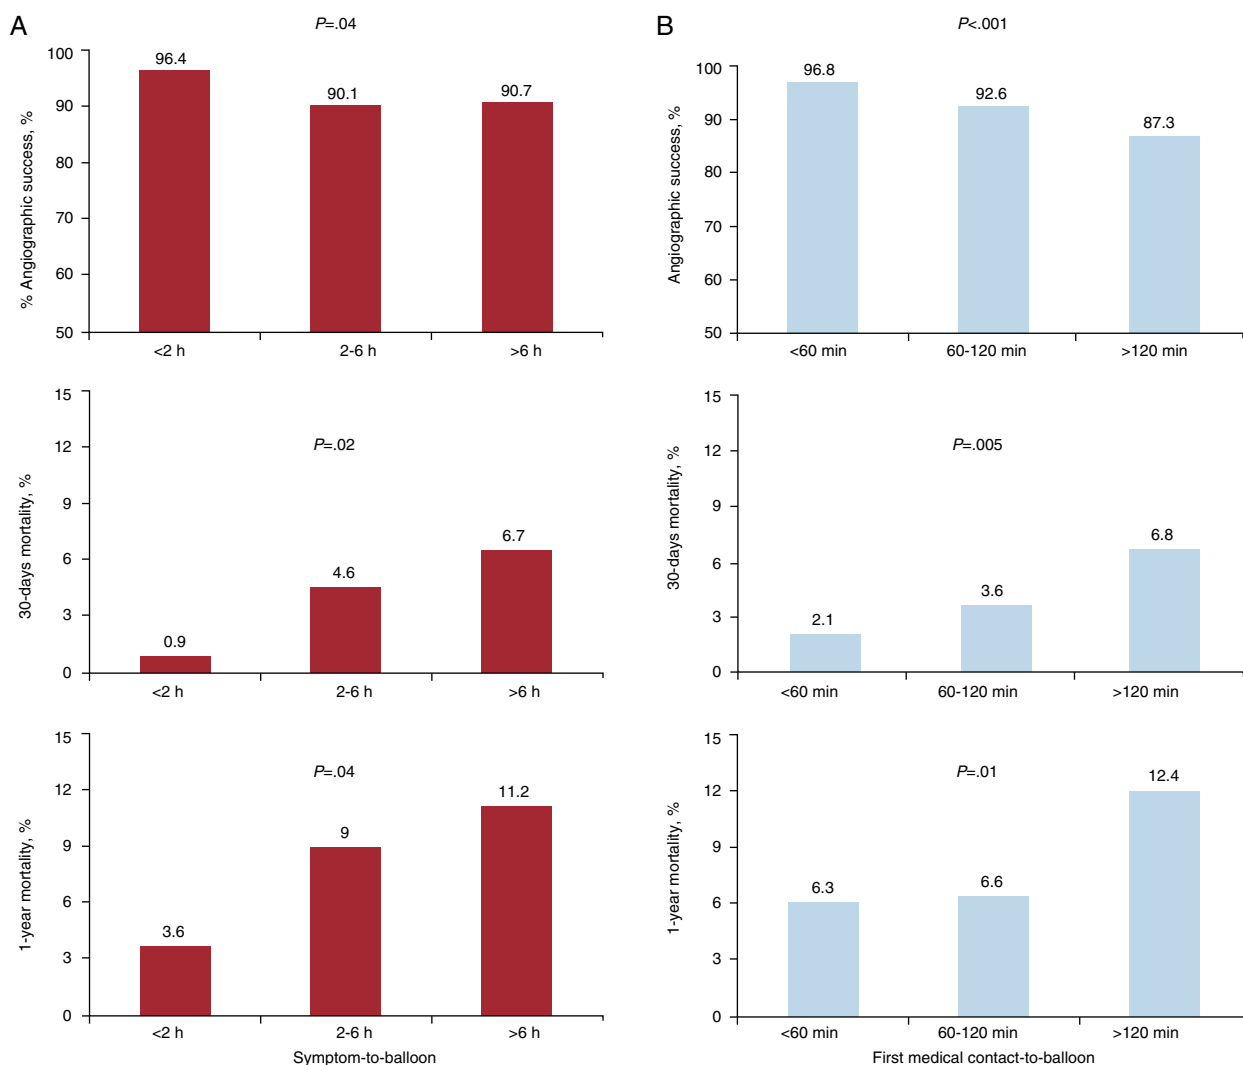 A
P=.04
% Angiographic success, %
100
90
80
70
60
50
96.4
90.1
90.7
<2 h
2-6 h
>6 h
P=.02
30-days mortality, %
15
12
9
6
3
0
0.9
4.6
6.7
<2 h
2-6 h
>6 h
P=.04
1-year mortality, %
15
12
9
6
3
0
3.6
9
11.2
<2 h
2-6 h
>6 h
Symptom-to-balloon
B
P<.001
Angiographic success, %
100
90
80
70
60
50
96.8
92.6
87.3
<60 min
60-120 min
>120 min
P=.005
30-days mortality, %
15
12
9
6
3
0
2.1
3.6
6.8
<60 min
60-120 min
>120 min
P=.01
1-year mortality, %
15
12
9
6
3
0
6.3
6.6
12.4
<60 min
60-120 min
>120 min
First medical contact-to-balloon